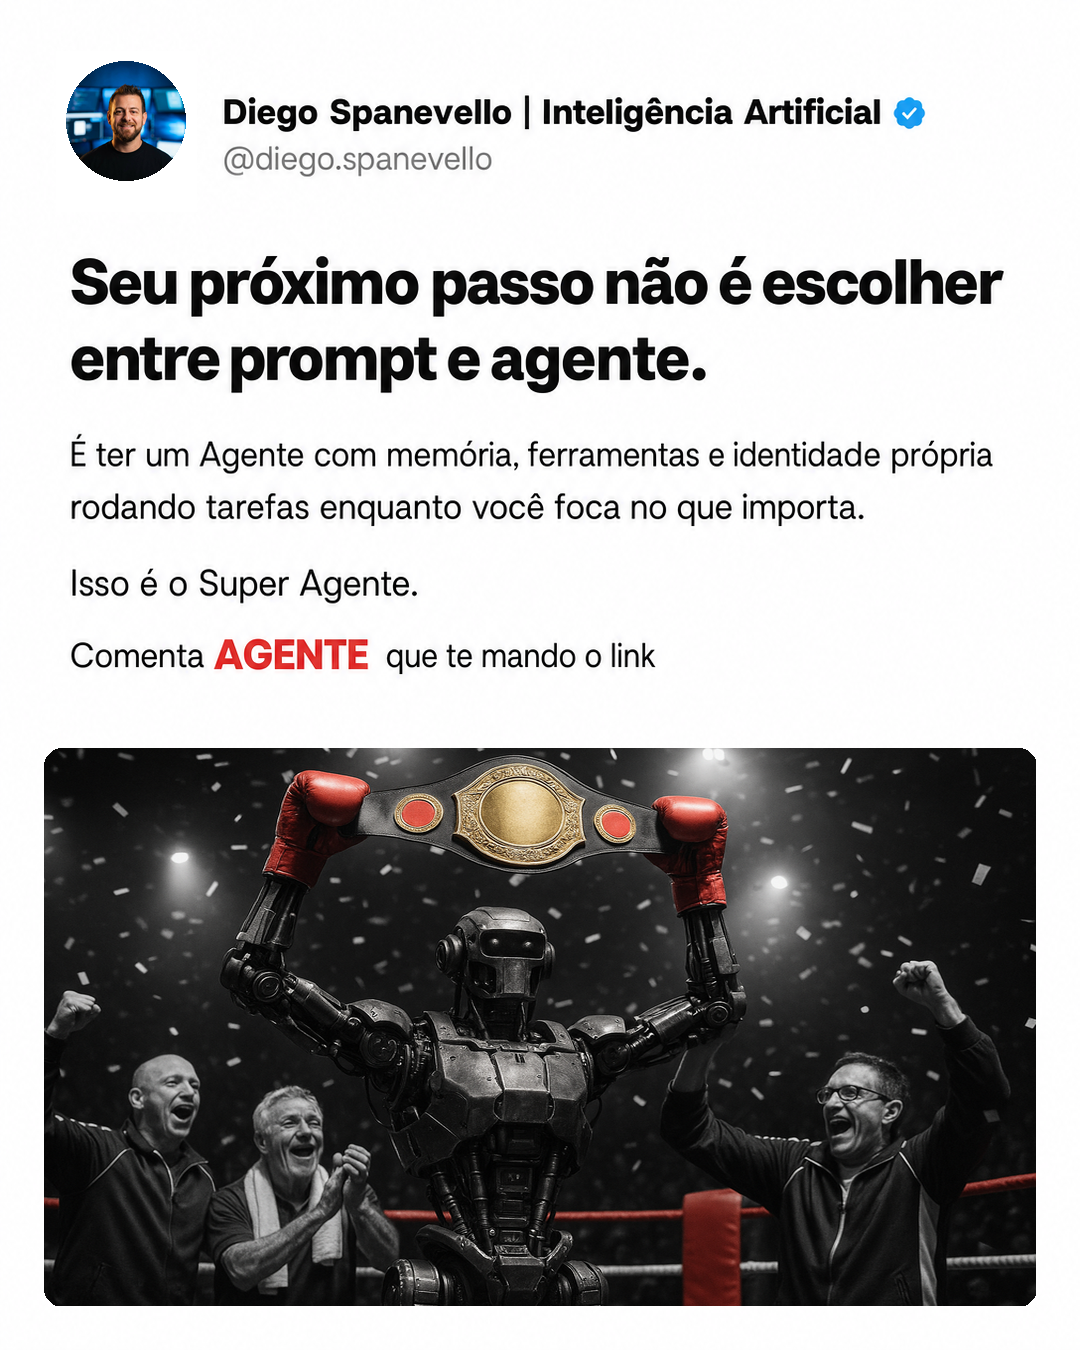 Diego Spanevello | Inteligência Artificial
@diego.spanevello
Seu próximo passo não é escolher
entre prompt e agente.
É ter um Agente com memória, ferramentas e identidade própria
rodando tarefas enquanto você foca no que importa.
Isso é o Super Agente.
Comenta AGENTE que te mando o link